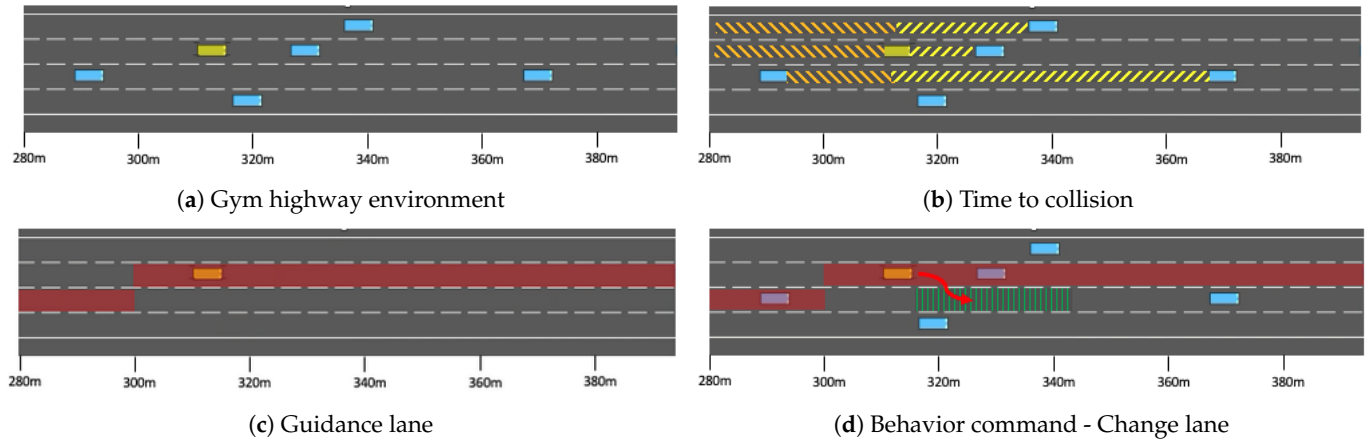 280m 300m 320m 340m 360m 380m
280m 300m 320m 340m 360m 380m
(a) Gym highway environment
(b) Time to collision
280m 300m 320m 340m 360m 380m
280m 300m 320m 340m 360m 380m
(c) Guidance lane
(d) Behavior command - Change lane